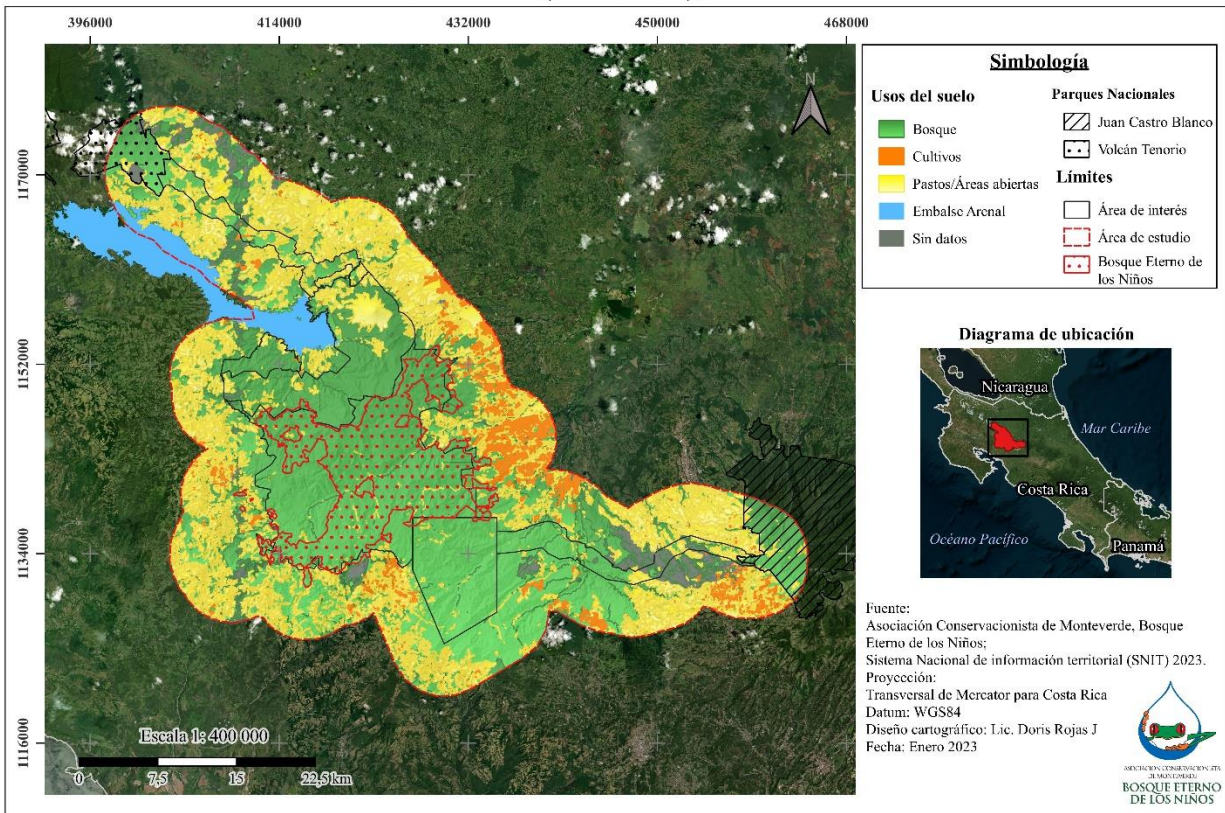 396000
414000
432000
450000
468000
1170000
1152000
1134000
1116000
N
Escala 1: 400 000
0
7,5
15
22,5 km
Simbología
Usos del suelo
Bosque
Cultivos
Pastos/Áreas abiertas
Embalse Arenal
Sin datos
Parques Nacionales
Juan Castro Blanco
Volcán Tenorio
Límites
Área de interés
Área de estudio
Bosque Eterno de
los Niños
Diagrama de ubicación
Nicaragua
Mar Caribe
Costa Rica
Océano Pacífico
Panamá
Fuente:
Asociación Conservacionista de Monteverde, Bosque
Eterno de los Niños;
Sistema Nacional de información territorial (SNIT) 2023.
Proyección:
Transversal de Mercator para Costa Rica
Datum: WGS84
Diseño cartográfico: Lic. Doris Rojas J
Fecha: Enero 2023
ASOCIACIÓN CONSERVACIONISTA
DE MONTEVERDE
BOSQUE ETERNO
DE LOS NIÑOS